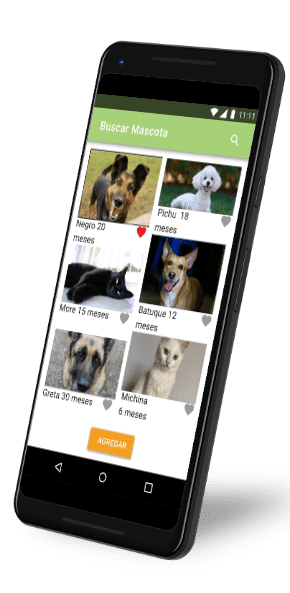 11:11
Buscar Mascota
Negro 20
meses
Pichu 18
meses
More 15 meses
Batuque 12
meses
Greta 30 meses
Michina
6 meses
AGREGAR